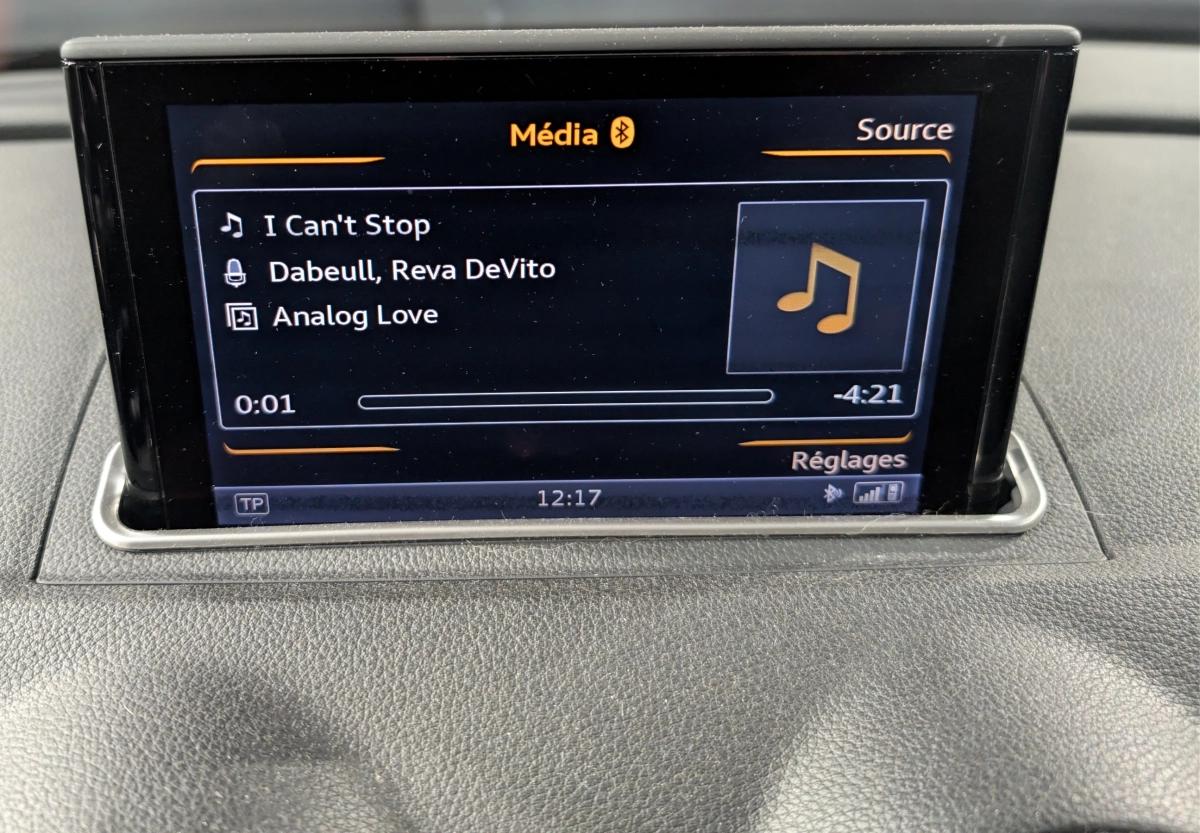 Média
Source
I Can't Stop
Dabeull, Reva DeVito
Analog Love
0:01
-4:21
Réglages
TP
12:17